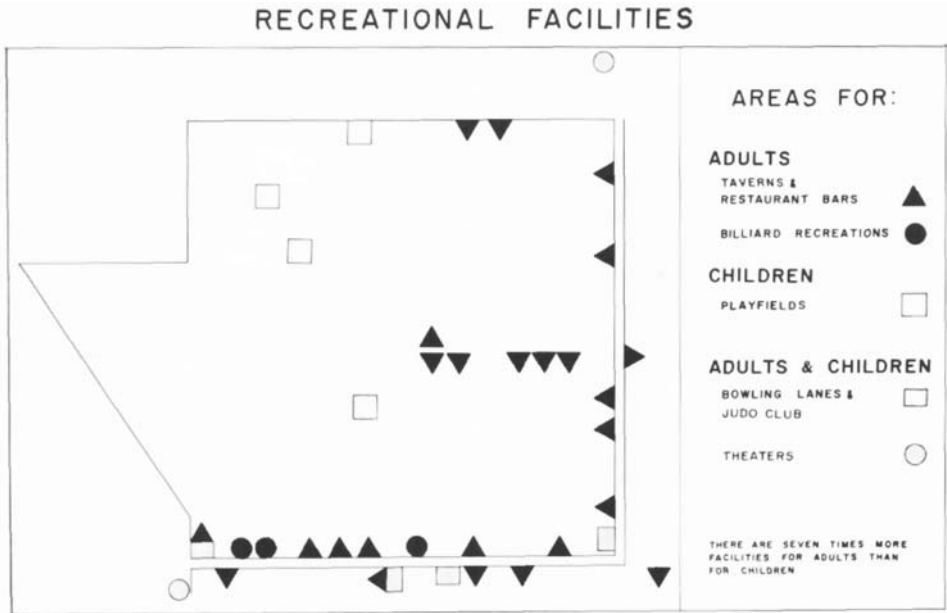 RECREATIONAL FACILITIES
AREAS FOR:
ADULTS
TAVERNS &
RESTAURANT BARS
BILLIARD RECREATIONS
CHILDREN
PLAYFIELDS
ADULTS & CHILDREN
BOWLING LANES &
JUDO CLUB
THEATERS
THERE ARE SEVEN TIMES MORE
FACILITIES FOR ADULTS THAN
FOR CHILDREN